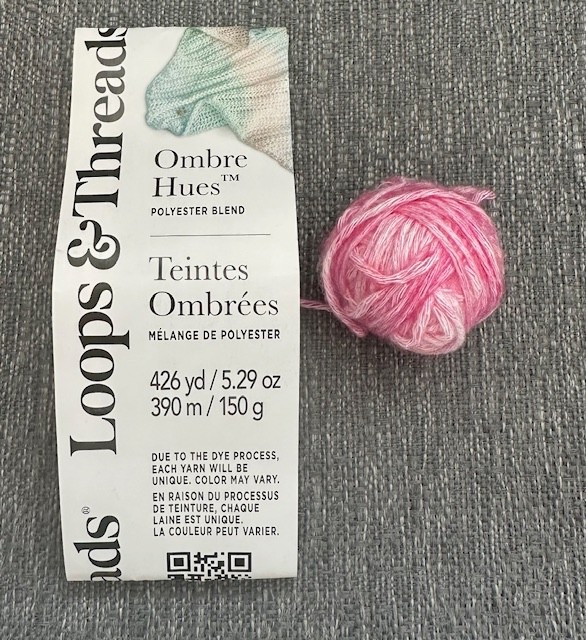 Loops & Threads
ads®
Ombre
Hues™
POLYESTER BLEND
Teintes
Ombrées
MÉLANGE DE POLYESTER
426 yd / 5.29 oz
390 m / 150 g
DUE TO THE DYE PROCESS,
EACH YARN WILL BE
UNIQUE. COLOR MAY VARY.
EN RAISON DU PROCESSUS
DE TEINTURE, CHAQUE
LAINE EST UNIQUE.
LA COULEUR PEUT VARIER.